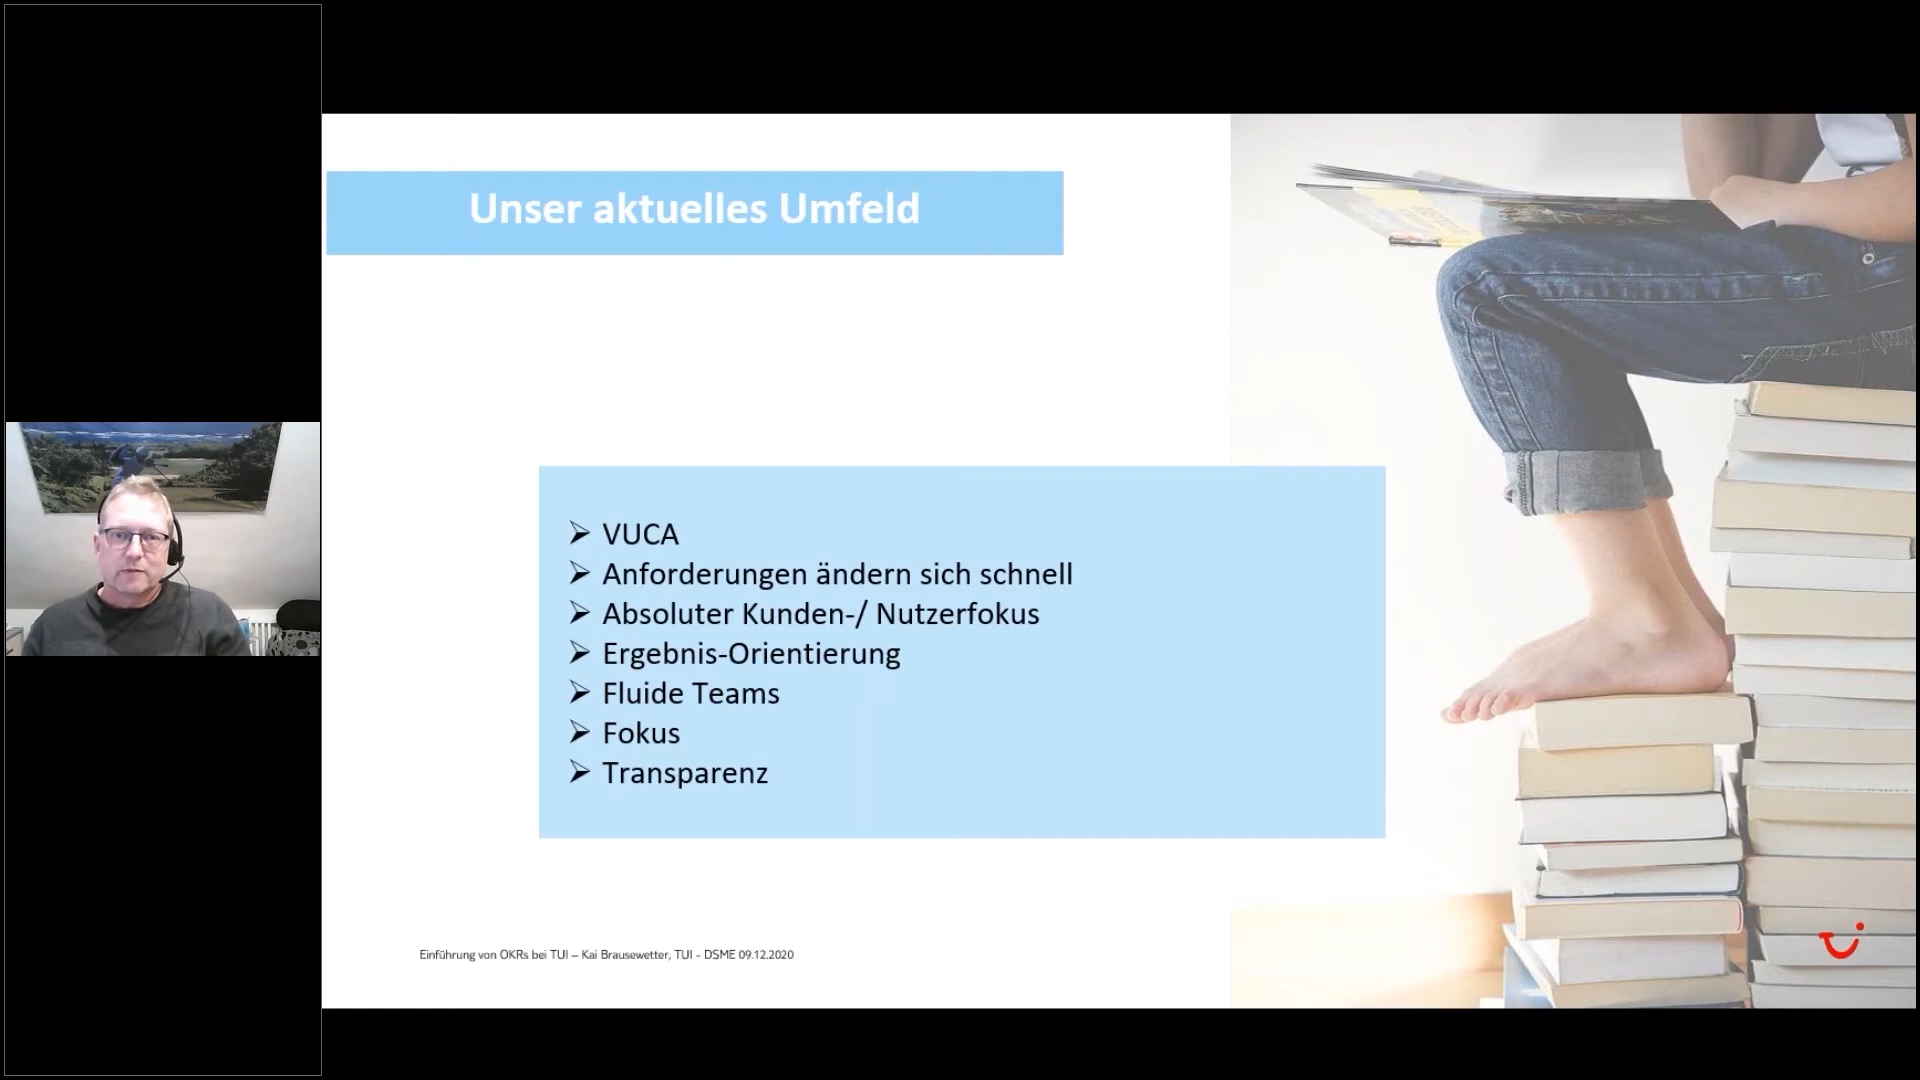 Unser aktuelles Umfeld
➢ VUCA
➢ Anforderungen ändern sich schnell
➢ Absoluter Kunden-/ Nutzerfokus
➢ Ergebnis-Orientierung
➢ Fluide Teams
➢ Fokus
➢ Transparenz
Einführung von OKRs bei TUI – Kai Brausewetter, TUI - DSME 09.12.2020